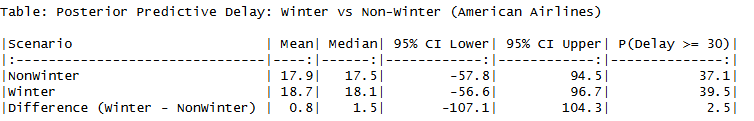 Table: Posterior Predictive Delay: Winter vs Non-Winter (American Airlines)
|Scenario                        | Mean| Median| 95% CI Lower| 95% CI Upper| P(Delay >= 30)|
|:-------------------------------|----:|------:|------------:|------------:|--------------:|
|NonWinter                       | 17.9|   17.5|        -57.8|         94.5|           37.1|
|Winter                          | 18.7|   18.1|        -56.6|         96.7|           39.5|
|Difference (Winter - NonWinter) |  0.8|    1.5|       -107.1|        104.3|            2.5|